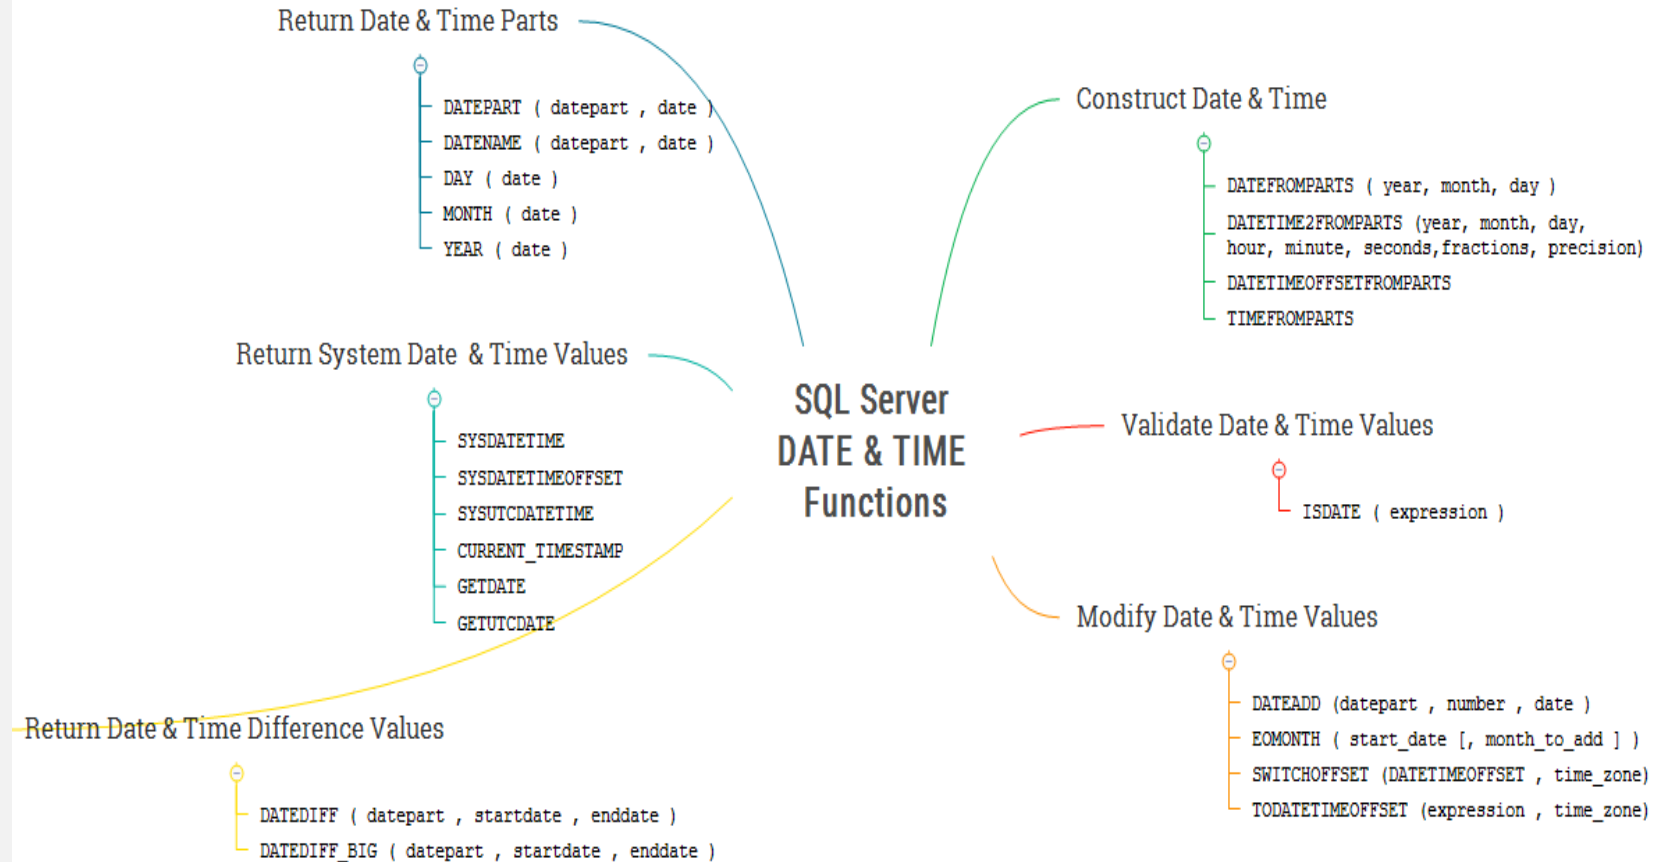 Return Date & Time Parts
DATEPART ( datepart , date )
DATENAME ( datepart , date )
DAY ( date )
MONTH ( date )
YEAR ( date )
Return System Date & Time Values
SYSDATETIME
SYSDATETIMEOFFSET
SYSUTCDATETIME
CURRENT_TIMESTAMP
GETDATE
GETUTCDATE
Return Date & Time Difference Values
DATEDIFF ( datepart , startdate , enddate )
DATEDIFF_BIG ( datepart , startdate , enddate )
SQL Server
DATE & TIME
Functions
Construct Date & Time
DATEFROMPARTS ( year, month, day )
DATETIME2FROMPARTS (year, month, day,
hour, minute, seconds,fractions, precision)
DATETIMEOFFSETFROMPARTS
TIMEFROMPARTS
Validate Date & Time Values
ISDATE ( expression )
Modify Date & Time Values
DATEADD (datepart , number , date )
EOMONTH ( start_date [, month_to_add ] )
SWITCHOFFSET (DATETIMEOFFSET , time_zone)
TODATETIMEOFFSET (expression , time_zone)